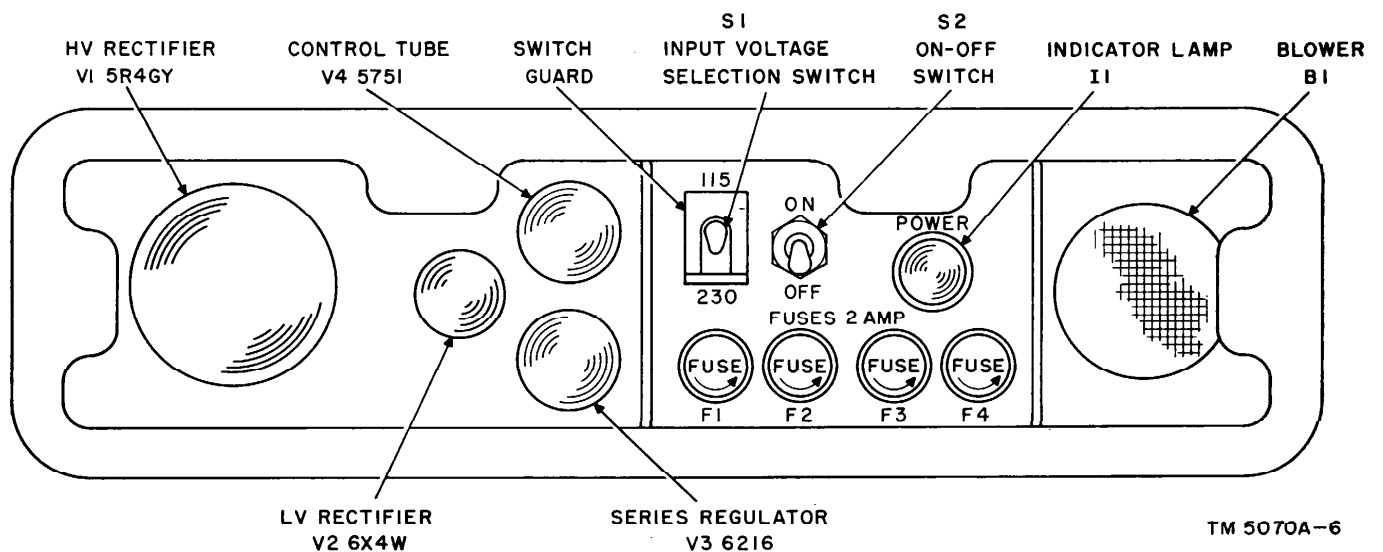 HV RECTIFIER
V1 5R4GY
CONTROL TUBE
V4 5751
SWITCH
GUARD
S1
INPUT VOLTAGE
SELECTION SWITCH
S2
ON-OFF
SWITCH
INDICATOR LAMP
I1
BLOWER
B1
115
230
ON
OFF
POWER
FUSES 2 AMP
FUSE FUSE FUSE FUSE
F1 F2 F3 F4
LV RECTIFIER
V2 6X4W
SERIES REGULATOR
V3 6216
TM 5070A-6